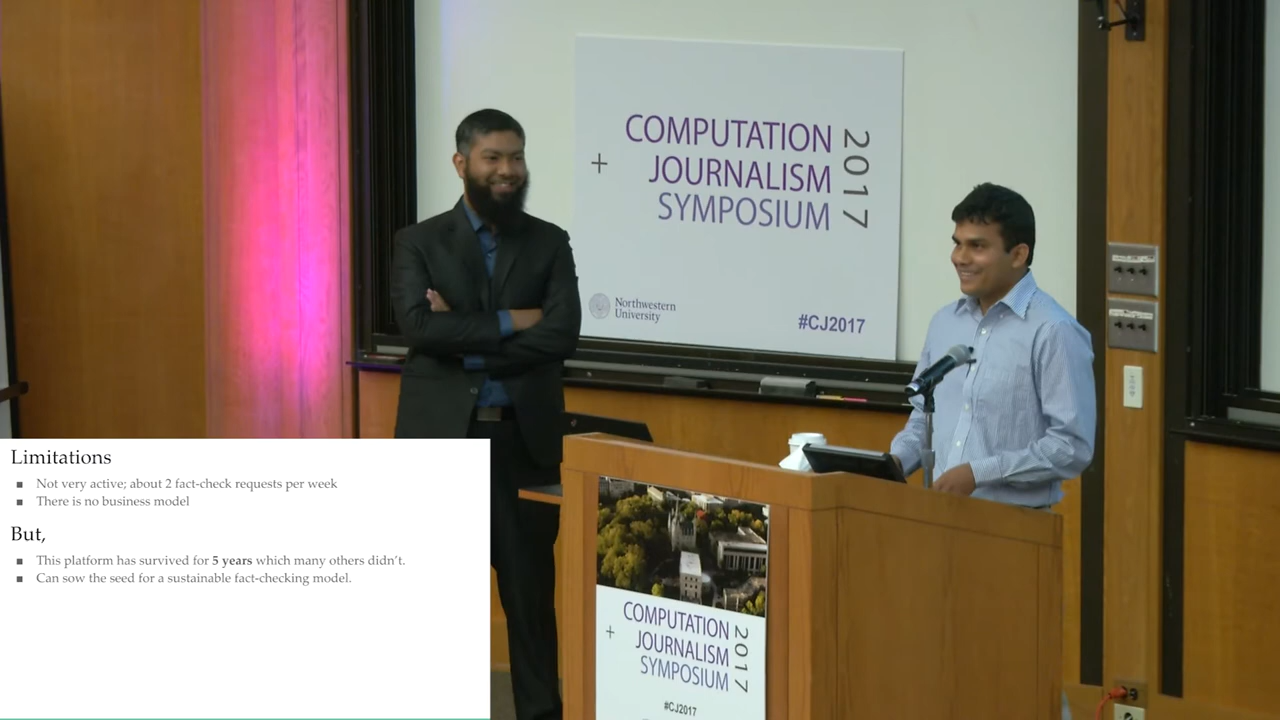 COMPUTATION
+ JOURNALISM
SYMPOSIUM
2017
Northwestern
University
#CJ2017
Limitations
▪ Not very active; about 2 fact-check requests per week
▪ There is no business model
But,
▪ This platform has survived for 5 years which many others didn't.
▪ Can sow the seed for a sustainable fact-checking model.
COMPUTATION
+ JOURNALISM
SYMPOSIUM
2017
#CJ2017